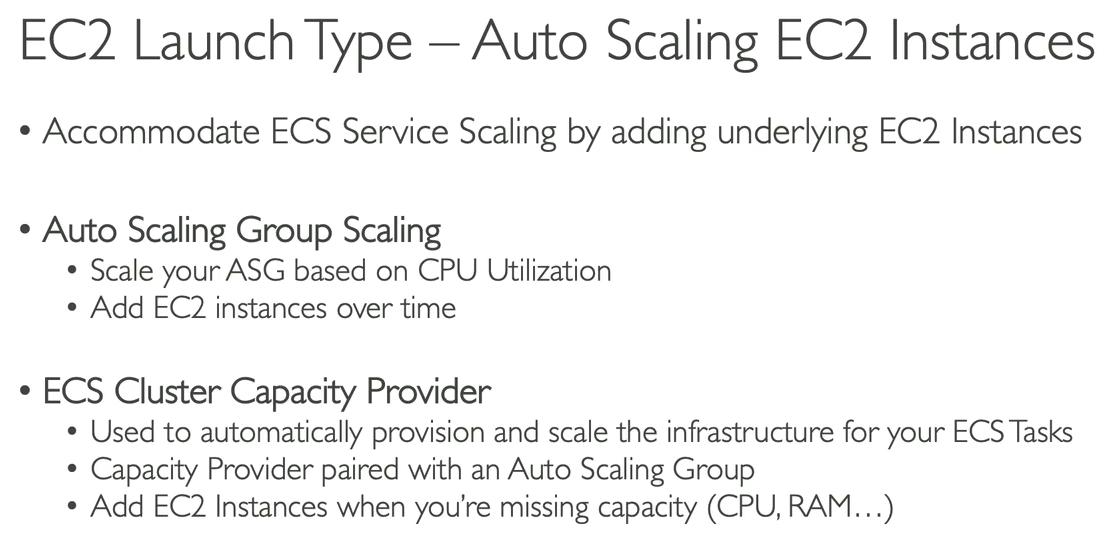 EC2 Launch Type – Auto Scaling EC2 Instances
• Accommodate ECS Service Scaling by adding underlying EC2 Instances
• Auto Scaling Group Scaling
• Scale your ASG based on CPU Utilization
• Add EC2 instances over time
• ECS Cluster Capacity Provider
• Used to automatically provision and scale the infrastructure for your ECS Tasks
• Capacity Provider paired with an Auto Scaling Group
• Add EC2 Instances when you’re missing capacity (CPU, RAM…)